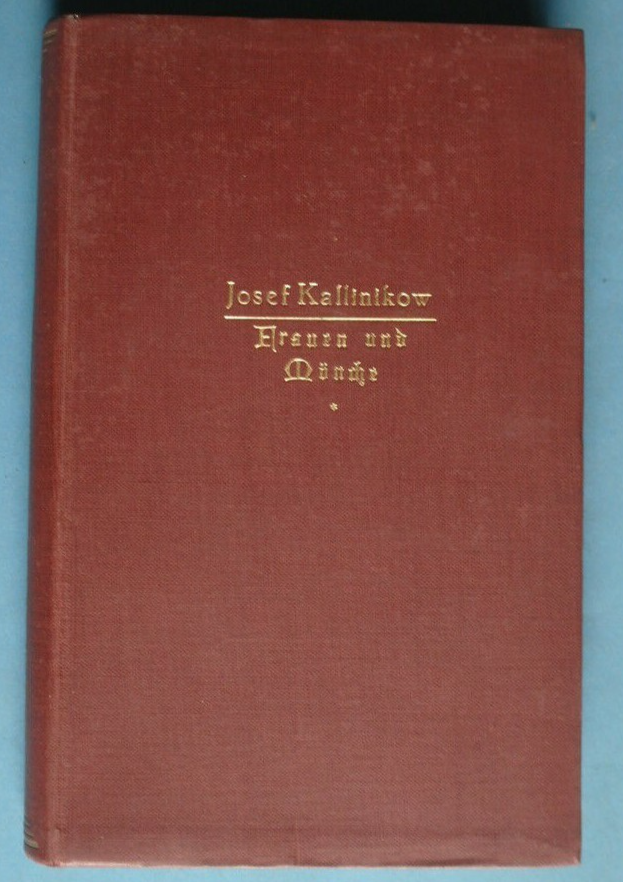 Josef Kallinikow
Frauen und
Mönche
*